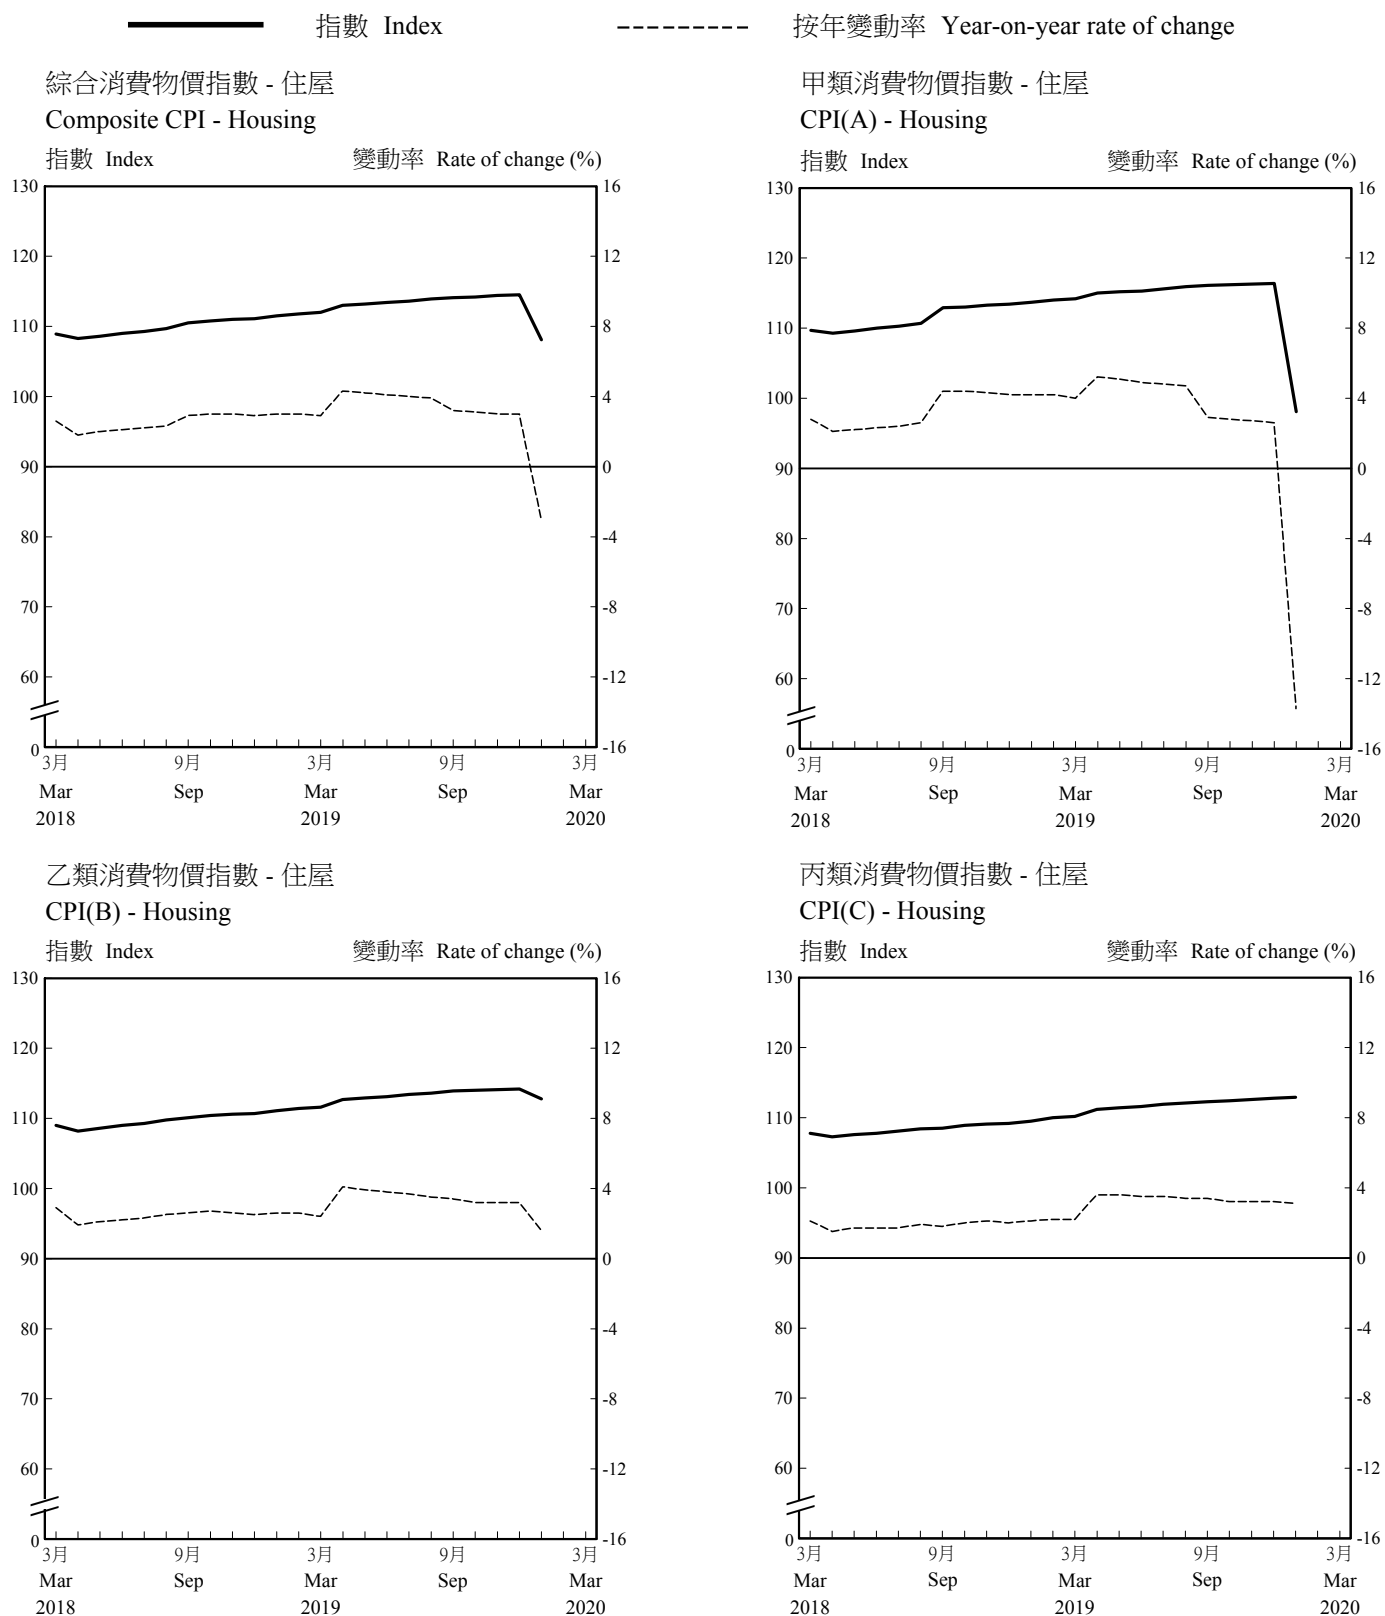 指數 Index 按年變動率 Year-on-year rate of change
綜合消費物價指數 - 住屋
Composite CPI - Housing
指數 Index 變動率 Rate of change (%)
130 16
120 12
110 8
100 4
90 0
80 -4
70 -8
60 -12
0 -16
3月 9月 3月 9月 3月
Mar Sep Mar Sep Mar
2018 2019 2020
甲類消費物價指數 - 住屋
CPI(A) - Housing
指數 Index 變動率 Rate of change (%)
130 16
120 12
110 8
100 4
90 0
80 -4
70 -8
60 -12
0 -16
3月 9月 3月 9月 3月
Mar Sep Mar Sep Mar
2018 2019 2020
乙類消費物價指數 - 住屋
CPI(B) - Housing
指數 Index 變動率 Rate of change (%)
130 16
120 12
110 8
100 4
90 0
80 -4
70 -8
60 -12
0 -16
3月 9月 3月 9月 3月
Mar Sep Mar Sep Mar
2018 2019 2020
丙類消費物價指數 - 住屋
CPI(C) - Housing
指數 Index 變動率 Rate of change (%)
130 16
120 12
110 8
100 4
90 0
80 -4
70 -8
60 -12
0 -16
3月 9月 3月 9月 3月
Mar Sep Mar Sep Mar
2018 2019 2020